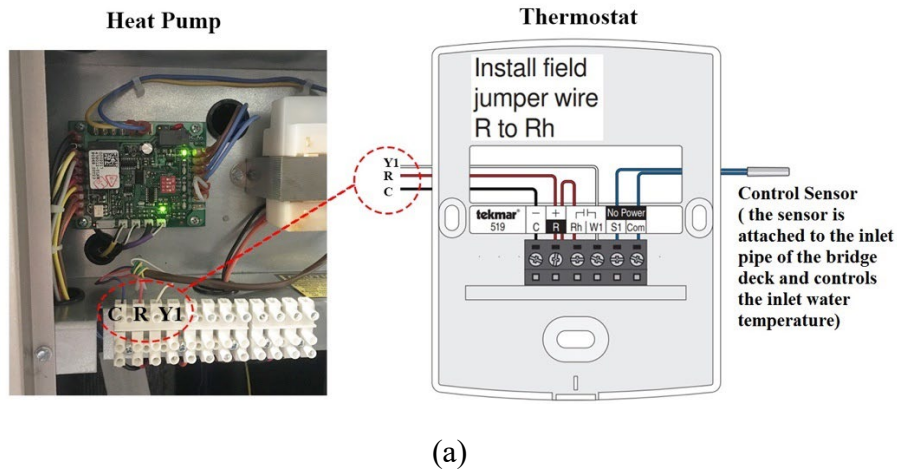 Heat Pump
Thermostat
Install field
jumper wire
R to Rh
Y1
R
C
Control Sensor
( the sensor is
attached to the inlet
pipe of the bridge
deck and controls
the inlet water
temperature)
tekmar
519
− + No Power
C R Rh W1 S1 Com
C R Y1
(a)